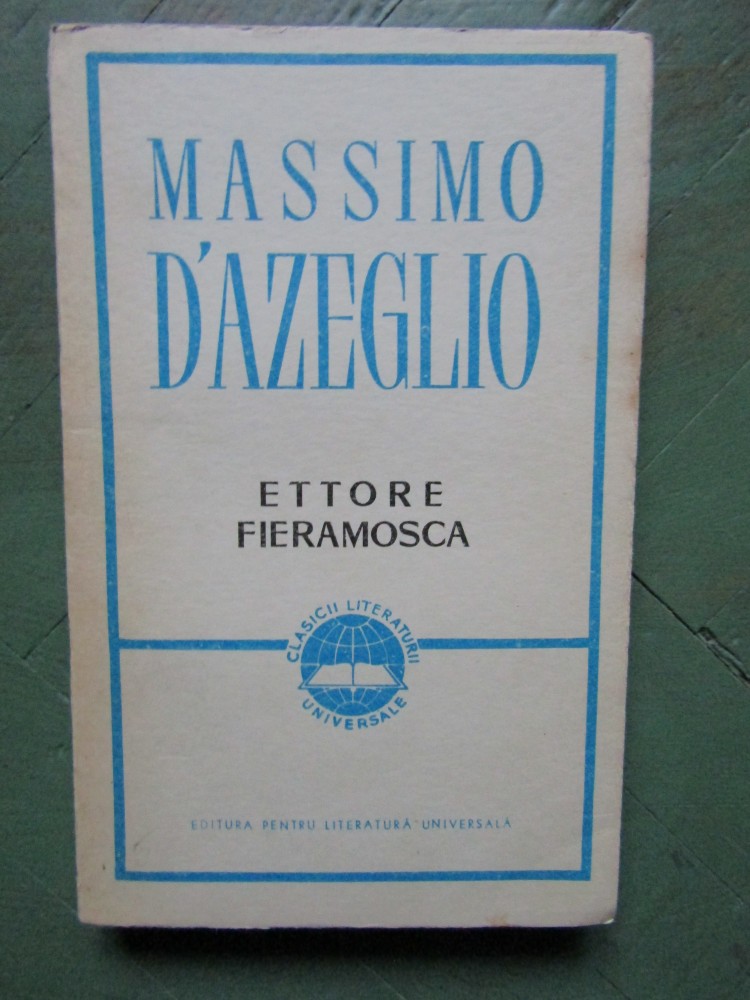 MASSIMO
D'AZEGLIO
ETTORE
FIERAMOSCA
CLASICII LITERATURII
UNIVERSALE
EDITURA PENTRU LITERATURĂ UNIVERSALĂ